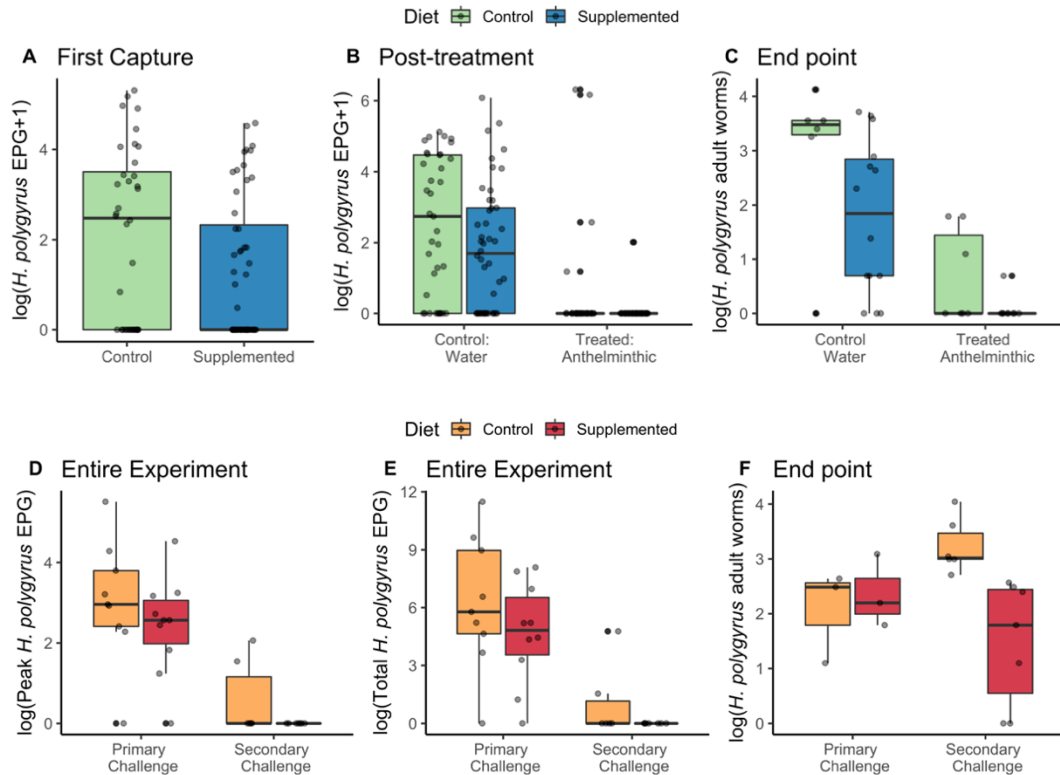 Diet Control Supplemented
A First Capture
log(H. polygyrus EPG+1)
4
2
0
Control Supplemented
B Post-treatment
log(H. polygyrus EPG+1)
6
4
2
0
Control:
Water
Treated:
Anthelminthic
C End point
log(H. polygyrus adult worms)
4
3
2
1
0
Control
Water
Treated
Anthelminthic
Diet Control Supplemented
D Entire Experiment
log(Peak H. polygyrus EPG)
4
2
0
Primary
Challenge
Secondary
Challenge
E Entire Experiment
log(Total H. polygyrus EPG)
12
9
6
3
0
Primary
Challenge
Secondary
Challenge
F End point
log(H. polygyrus adult worms)
4
3
2
1
0
Primary
Challenge
Secondary
Challenge